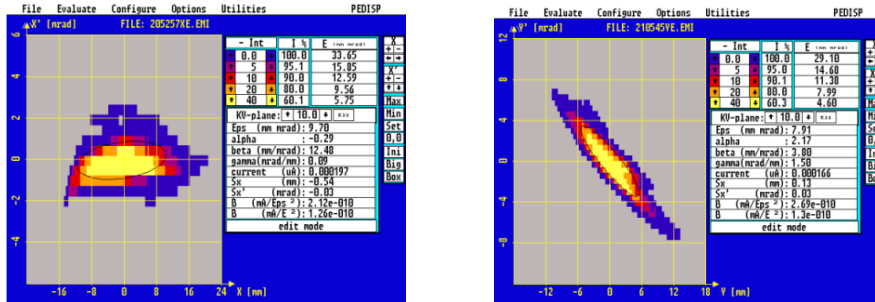 File Evaluate Configure Options Utilities PEDISP
X' [mrad] FILE: 205257XE.EMI
- Int I % E (mm mrad)
0.0 100.0 33.65
5 95.1 15.05
10 90.0 12.59
20 80.0 9.56
40 60.1 5.75
KV-plane: 10.0
Eps (mm mrad): 9.70
alpha : -0.29
beta (mm/mrad): 12.40
gamma(mrad/mm): 0.09
current (uA): 0.000197
Sx (mm): -0.54
Sx' (mrad): -0.03
B (mA/Eps ²): 2.12e-010
B (mA/E ²): 1.26e-010
edit mode
X
+ -
X'
+ -
Max
Min
Set
0,0
Ini
Big
Box
6
4
2
0
-2
-4
-16 -8 0 8 16 24 X [mm]
File Evaluate Configure Options Utilities PEDISP
Y' [mrad] FILE: 210545YE.EMI
- Int I % E (mm mrad)
0.0 100.0 29.10
5 95.0 14.60
10 90.0 11.30
20 80.0 7.99
40 60.3 4.60
KV-plane: 10.0
Eps (mm mrad): 7.91
alpha : 2.17
beta (mm/mrad): 3.80
gamma(mrad/mm): 1.50
current (uA): 0.000166
Sx (mm): 0.13
Sx' (mrad): 0.03
B (mA/Eps ²): 2.69e-010
B (mA/E ²): 1.3e-010
edit mode
12
8
4
0
-4
-8
-12 -6 0 6 12 18 Y [mm]